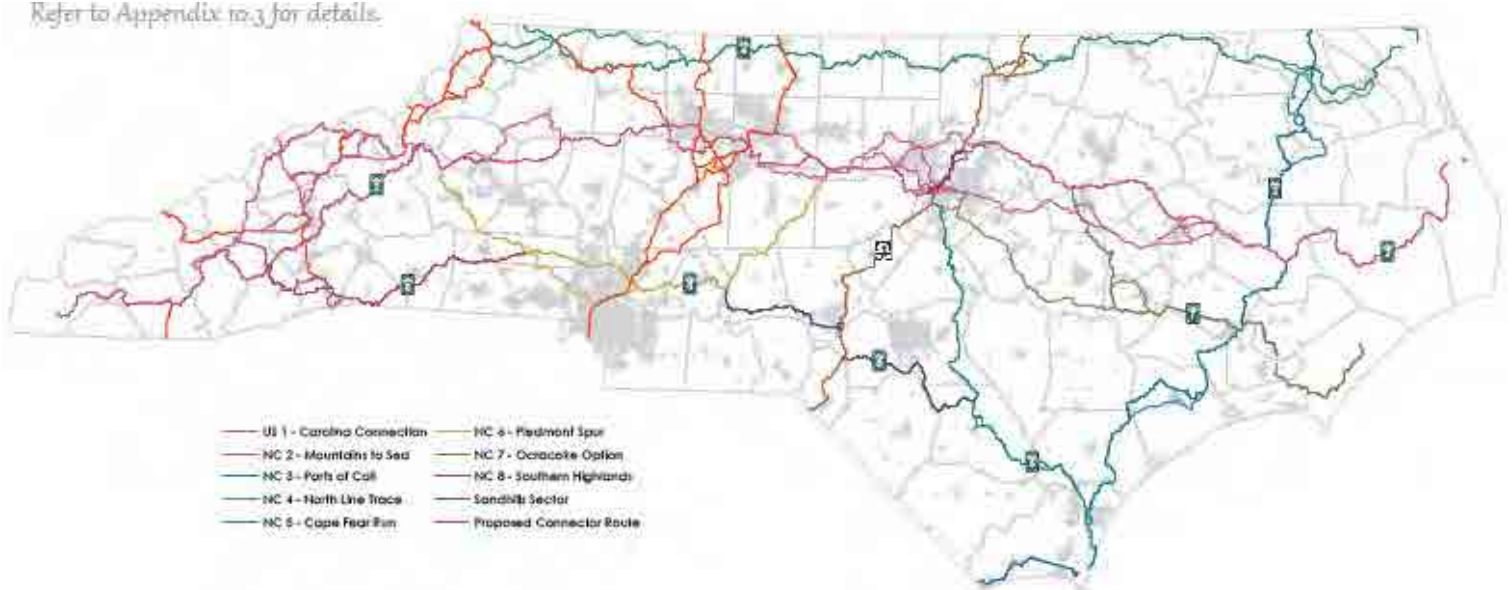 Refer to Appendix 10.3 for details.
US 1 - Carolina Connection
NC 2 - Mountains to Sea
NC 3 - Ports of Call
NC 4 - North Line Trace
NC 5 - Cape Fear Run
NC 6 - Piedmont Spur
NC 7 - Ocracoke Option
NC 8 - Southern Highlands
Sandhills Sector
Proposed Connector Route